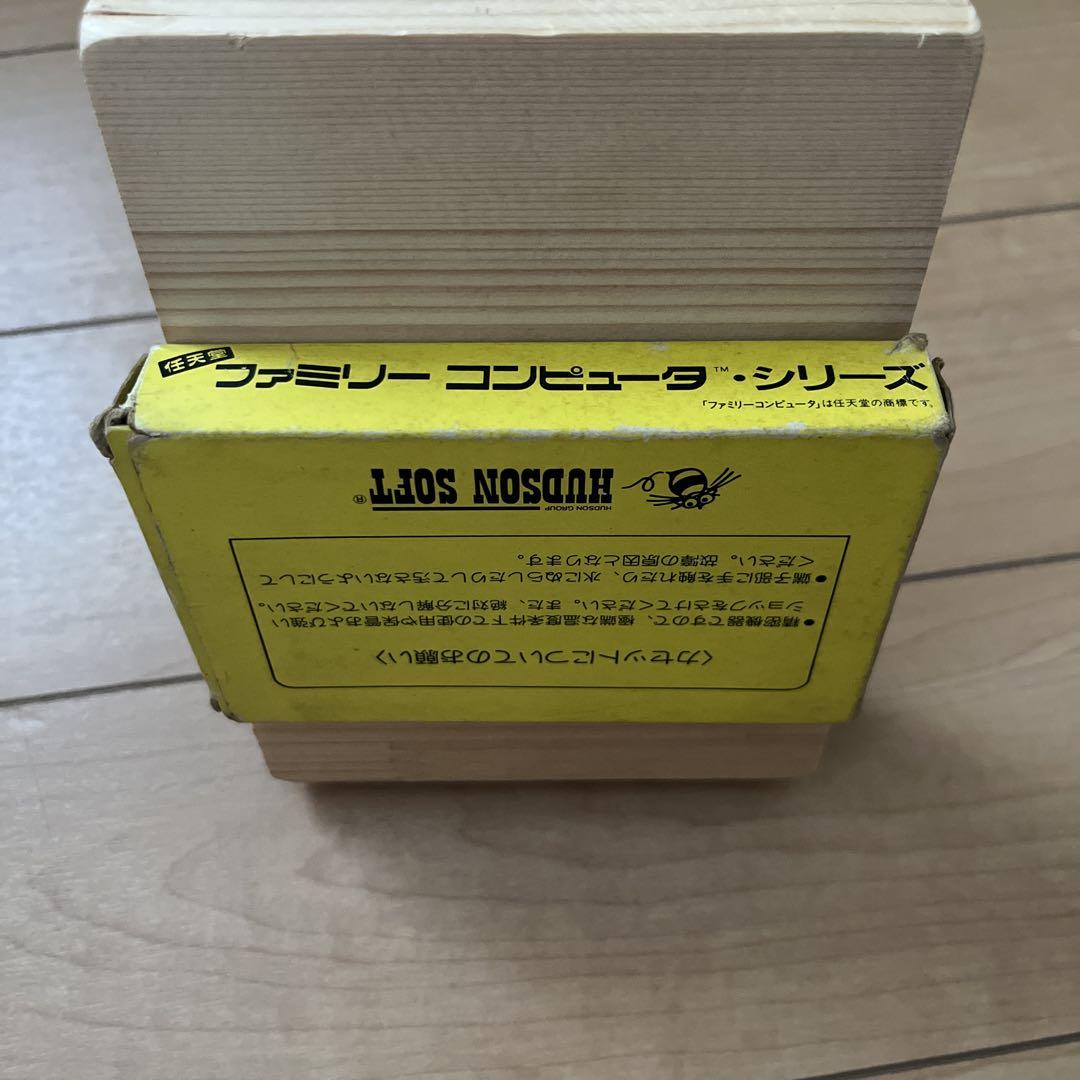 任天堂
ファミリー コンピュータ™・シリーズ
「ファミリーコンピュータ」は任天堂の商標です。
〈カセットについてのお願い〉
●精密機器ですので、極端な温度条件下での使用や保管および強い
ショックをさけてください。また、絶対に分解しないでください。
●端子部に手を触れたり、水にぬらしたりして汚さないようにして
ください。故障の原因となります。
HUDSON GROUP
HUDSON SOFT®